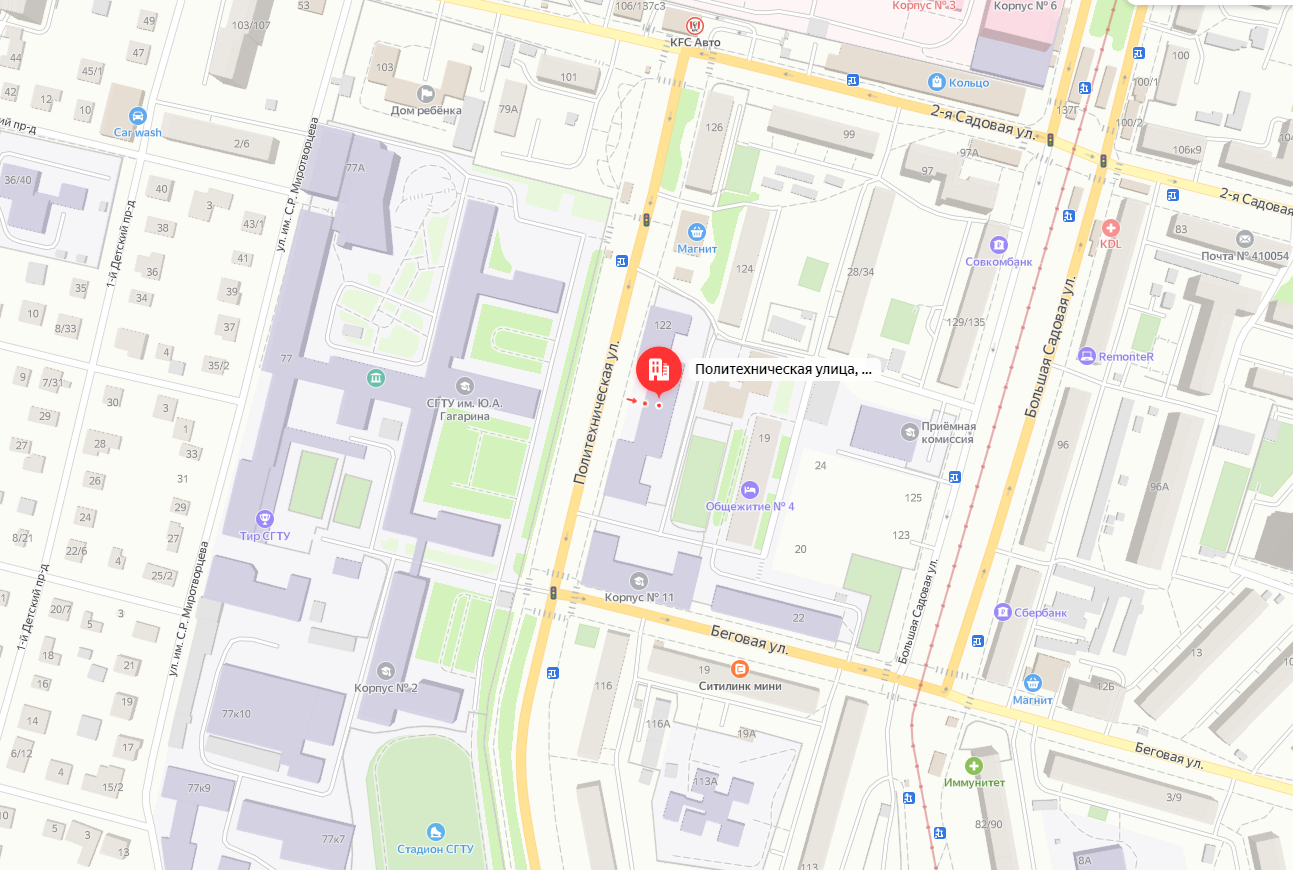 53
106/137с3
Корпус № 3
Корпус № 6
49
103/107
KFC Авто
44
47
103
101
100
45/1
Дом ребёнка
Кольцо
100/1
42
12
10
79А
137Г
2-я Садовая ул.
Car wash
126
99
100/2
ий пр-д
2/6
97А
106к9
104
77А
97
36/40
ул. им. С.Р. Миротворцева
40
2-я Садовая
38
3
43/1
1-й Детский пр-д
83
KDL
Магнит
Почта № 410054
41
Совкомбанк
36
124
28/34
35
34
39
10
8/33
37
122
129/135
77
4
35/2
RemonteR
Политехническая улица, ...
9
7/31
СГТУ им. Ю.А.
Гагарина
Политехническая ул.
Большая Садовая ул.
Приёмная
комиссия
1
19
27
28
33
96
24
26
31
125
96А
29
Общежитие № 4
24
Тир СГТУ
27
123
8/21
22/6
4
20
25/2
1-й Детский пр-д
ул. им. С.Р. Миротворцева
Большая Садовая ул.
20/7
3
5
Корпус № 11
22
Сбербанк
Беговая ул.
18
21
13
16
Корпус № 2
19
Ситилинк мини
116
12Б
Магнит
19
14
77к10
116А
19А
6/12
17
Беговая ул.
4
113А
Иммунитет
15/2
77к9
3/9
10
5
3
77к7
Стадион СГТУ
82/90
13
113
8А